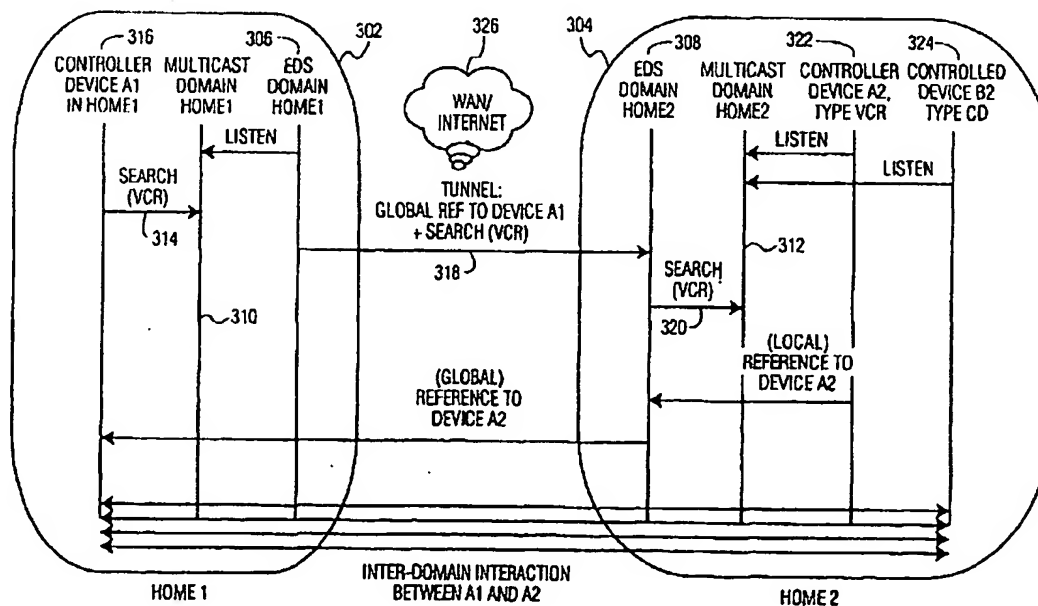 316
306
302
326
304
308
322
324
CONTROLLER
DEVICE A1
IN HOME1
MULTICAST
DOMAIN
HOME1
EDS
DOMAIN
HOME1
WAN/
INTERNET
EDS
DOMAIN
HOME2
MULTICAST
DOMAIN
HOME2
CONTROLLER
DEVICE A2,
TYPE VCR
CONTROLLED
DEVICE B2
TYPE CD
LISTEN
LISTEN
LISTEN
SEARCH
(VCR)
314
TUNNEL:
GLOBAL REF TO DEVICE A1
+ SEARCH (VCR)
318
312
SEARCH
(VCR)
320
310
(LOCAL)
REFERENCE TO
DEVICE A2
(GLOBAL)
REFERENCE TO
DEVICE A2
INTER-DOMAIN INTERACTION
BETWEEN A1 AND A2
HOME 1
HOME 2